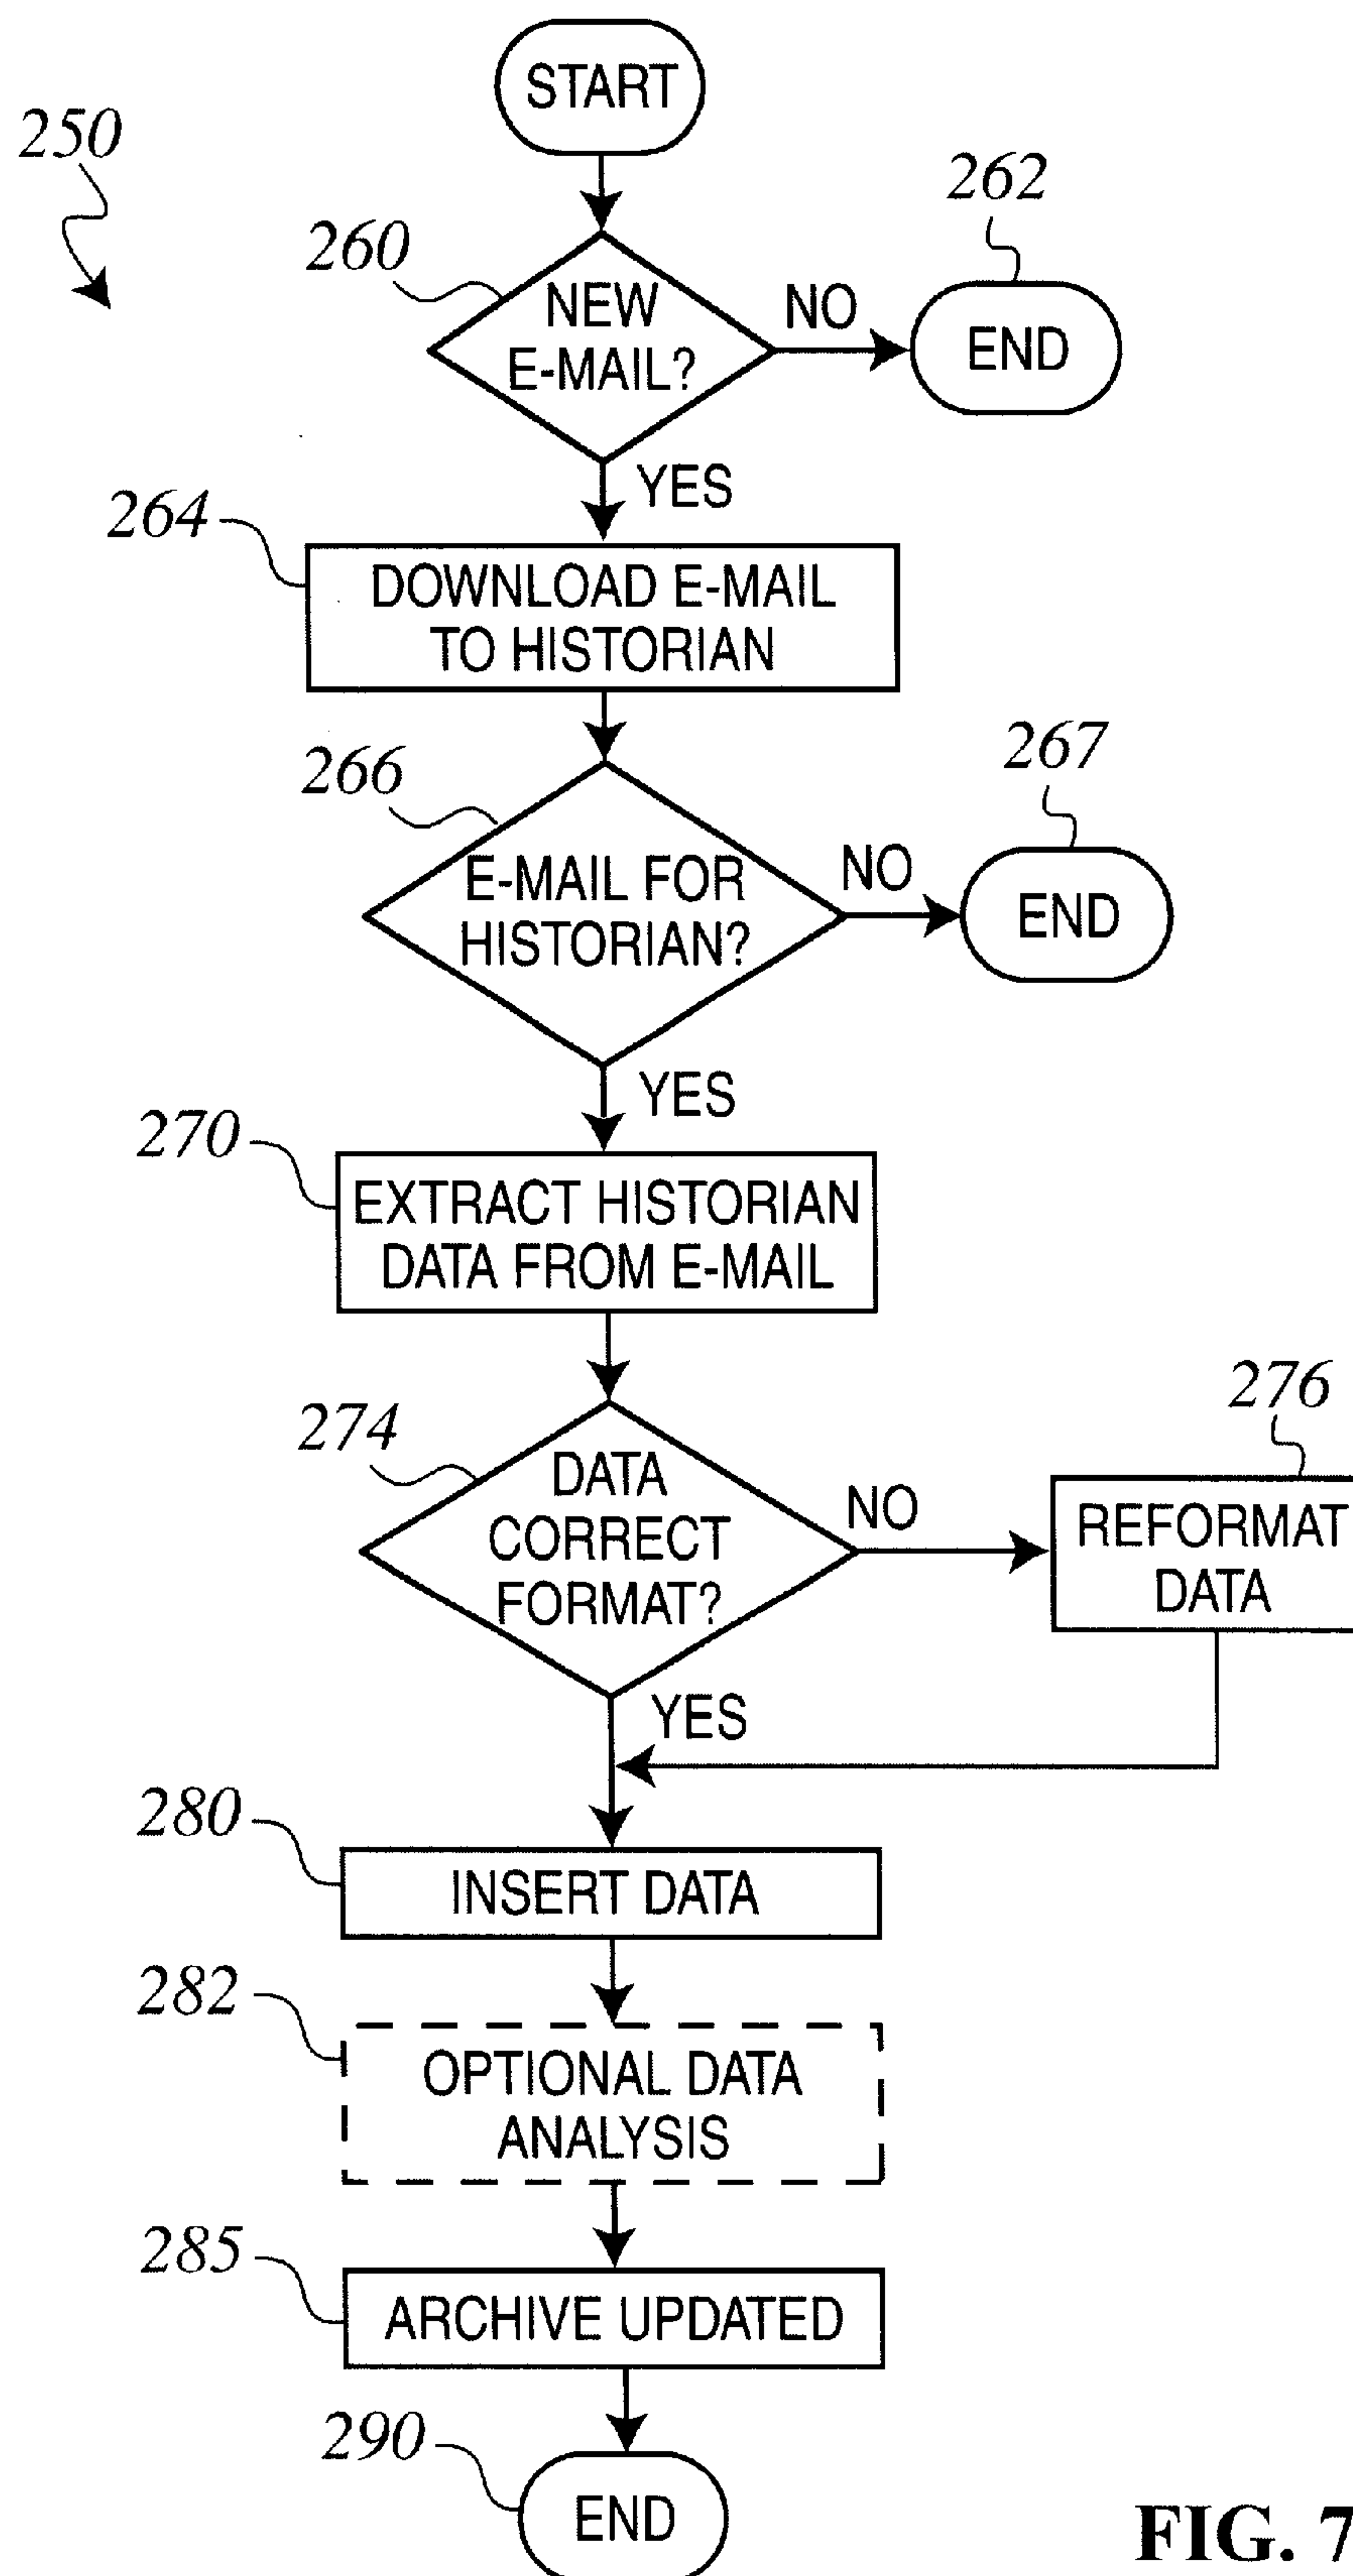 START
250
262
260
NEW
E-MAIL?
NO
END
YES
264
DOWNLOAD E-MAIL
TO HISTORIAN
266
267
E-MAIL FOR
HISTORIAN?
NO
END
YES
270
EXTRACT HISTORIAN
DATA FROM E-MAIL
274
276
DATA
CORRECT
FORMAT?
NO
REFORMAT
DATA
YES
280
INSERT DATA
282
OPTIONAL DATA
ANALYSIS
285
ARCHIVE UPDATED
290
END
FIG. 7